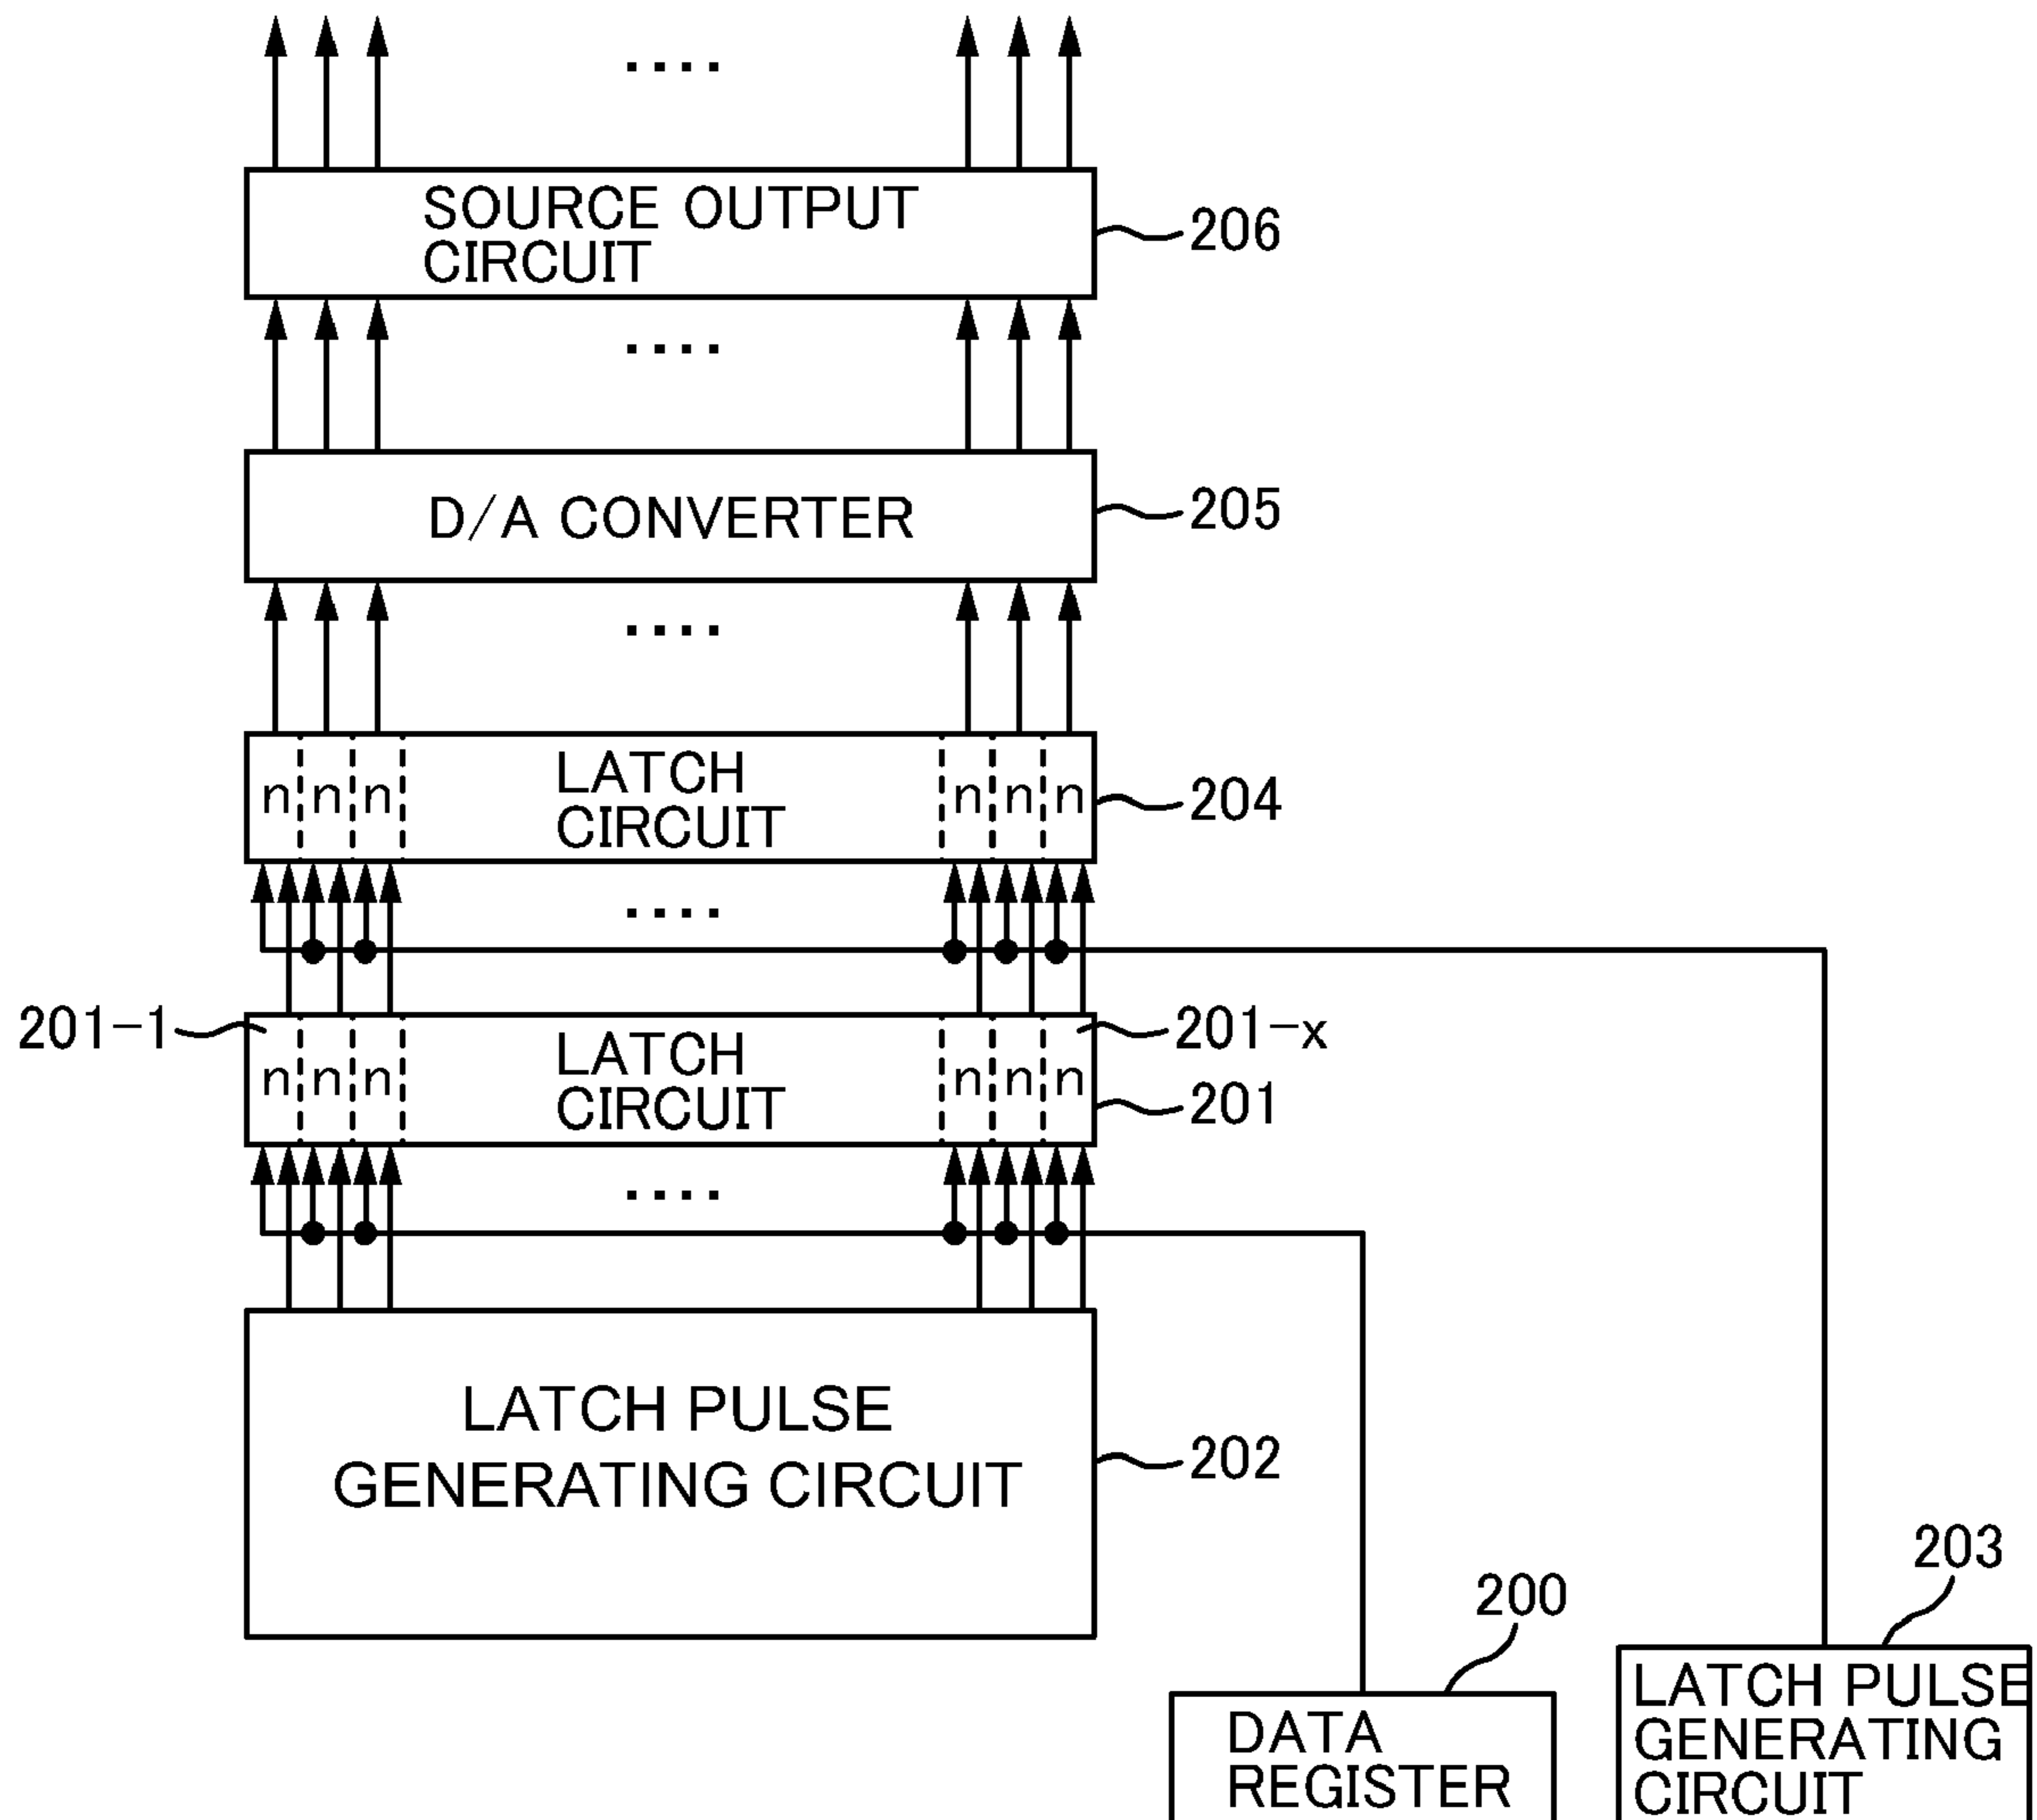 ....
SOURCE OUTPUT
CIRCUIT
206
....
D/A CONVERTER
205
....
n n n
LATCH
CIRCUIT
n n n
204
....
201-1
201-x
n n n
LATCH
CIRCUIT
n n n
201
....
LATCH PULSE
GENERATING CIRCUIT
202
200
203
DATA
REGISTER
LATCH PULSE
GENERATING
CIRCUIT